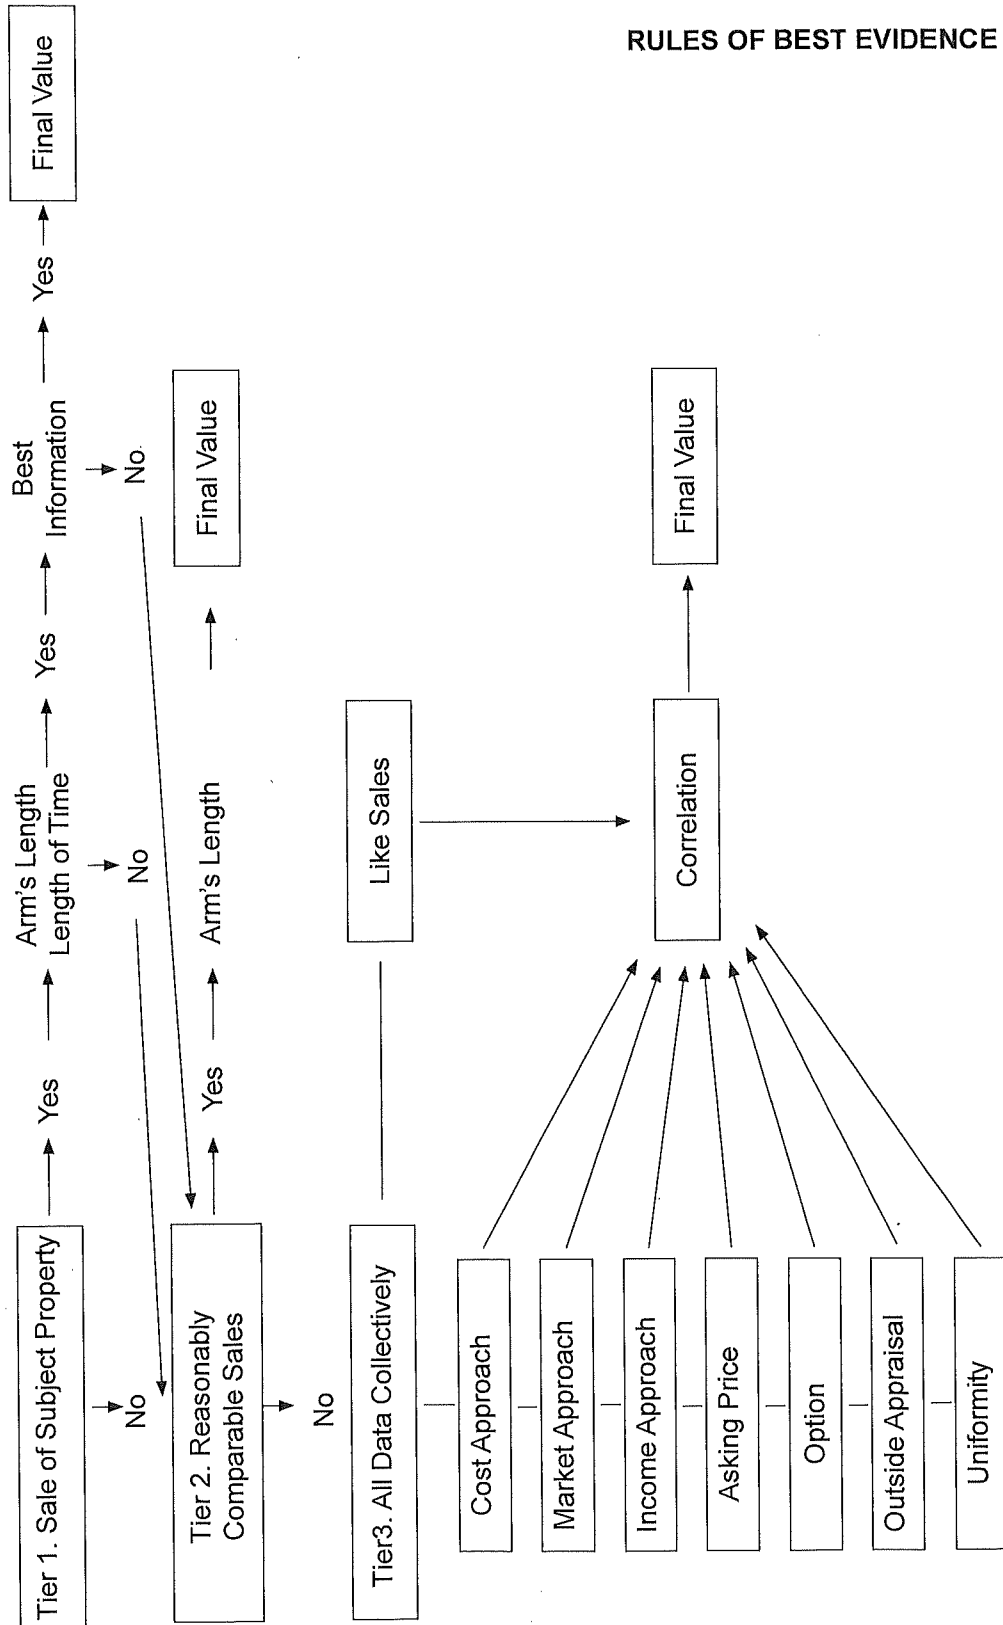 RULES OF BEST EVIDENCE
Tier 1. Sale of Subject Property
Yes
Arm's Length
Length of Time
Yes
Best
Information
Yes
Final Value
No
No
No
Tier 2. Reasonably
Comparable Sales
Yes
Arm's Length
Final Value
No
Tier3. All Data Collectively
Like Sales
Cost Approach
Market Approach
Income Approach
Asking Price
Option
Outside Appraisal
Uniformity
Correlation
Final Value